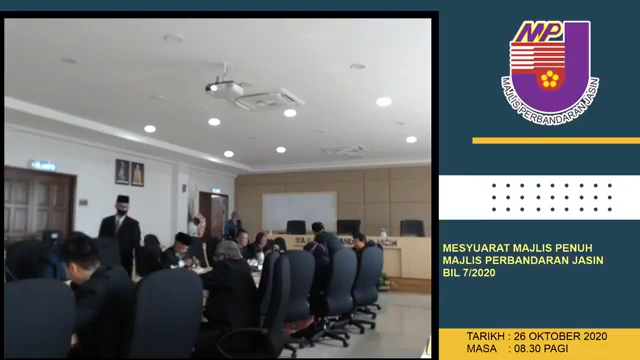 MPJ
MAJLIS PERBANDARAN JASIN
MESYUARAT MAJLIS PENUH
MAJLIS PERBANDARAN JASIN
BIL 7/2020
TARIKH : 26 OKTOBER 2020
MASA : 08.30 PAGI